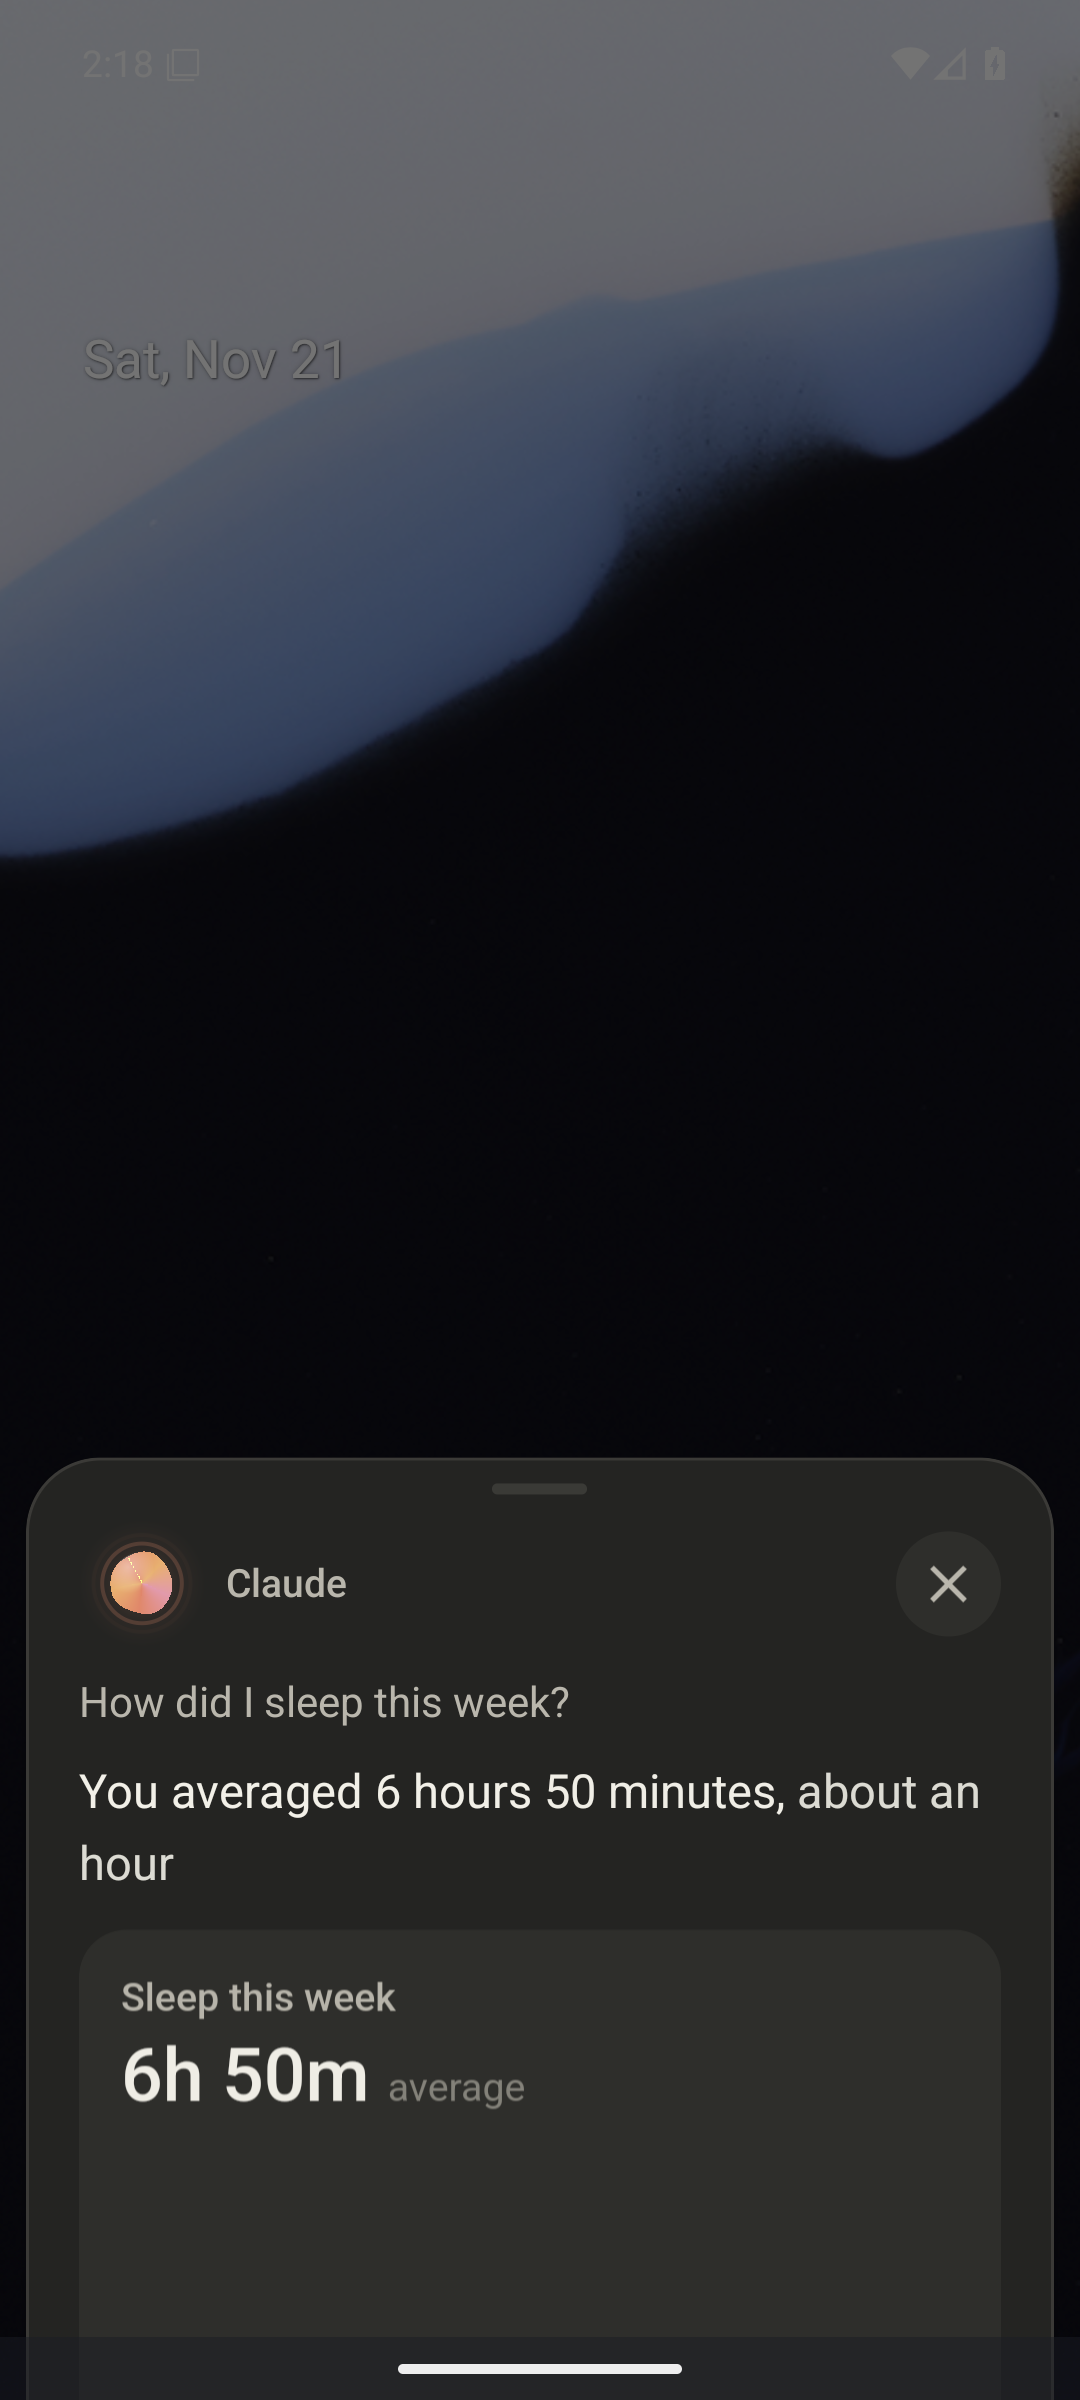 2:18
Sat, Nov 21
Claude
How did I sleep this week?
You averaged 6 hours 50 minutes, about an
hour
Sleep this week
6h 50m average